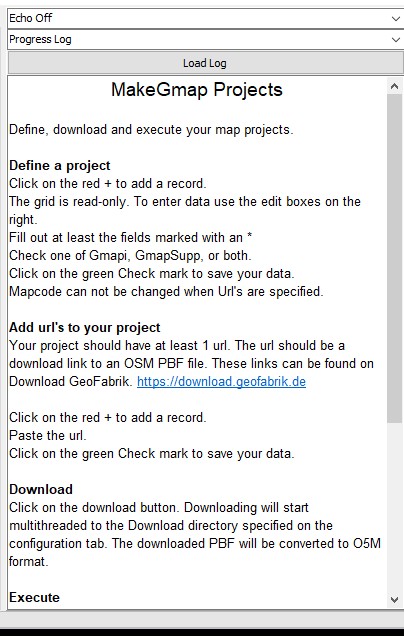 Echo Off
Progress Log
Load Log
MakeGmap Projects
Define, download and execute your map projects.
Define a project
Click on the red + to add a record.
The grid is read-only. To enter data use the edit boxes on the
right.
Fill out at least the fields marked with an *
Check one of Gmapi, GmapSupp, or both.
Click on the green Check mark to save your data.
Mapcode can not be changed when Url's are specified.
Add url's to your project
Your project should have at least 1 url. The url should be a
download link to an OSM PBF file. These links can be found on
Download GeoFabrik. https://download.geofabrik.de
Click on the red + to add a record.
Paste the url.
Click on the green Check mark to save your data.
Download
Click on the download button. Downloading will start
multithreaded to the Download directory specified on the
configuration tab. The downloaded PBF will be converted to O5M
format.
Execute